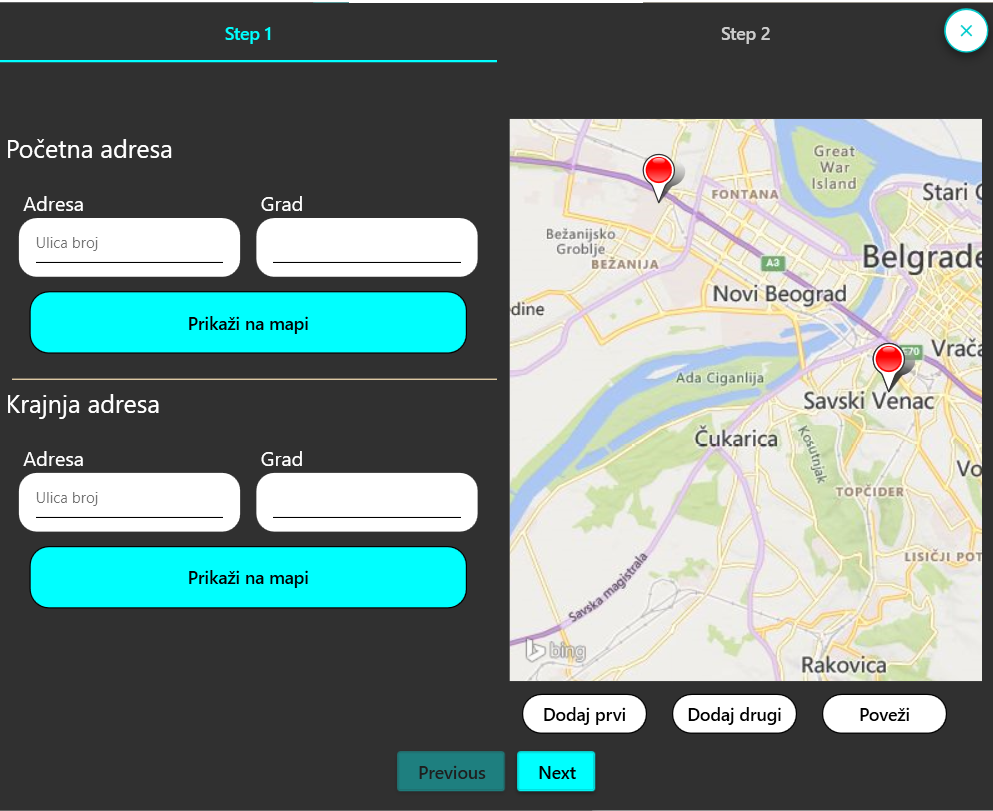 Step 1
Step 2
Početna adresa
Adresa
Grad
Ulica broj
Prikaži na mapi
Krajnja adresa
Adresa
Grad
Ulica broj
Prikaži na mapi
Great
War
Island
Stari
FONTANA
Bežanijsko
Groblje
BEŽANIJA
A3
Belgrade
Novi Beograd
dine
E70
Vrača
Ada Ciganlija
Savski Venac
Čukarica
Košutnjak
Vo
TOPČIDER
LISIČJI POT
Savska magistrala
bing
Rakovica
Dodaj prvi
Dodaj drugi
Poveži
Previous
Next